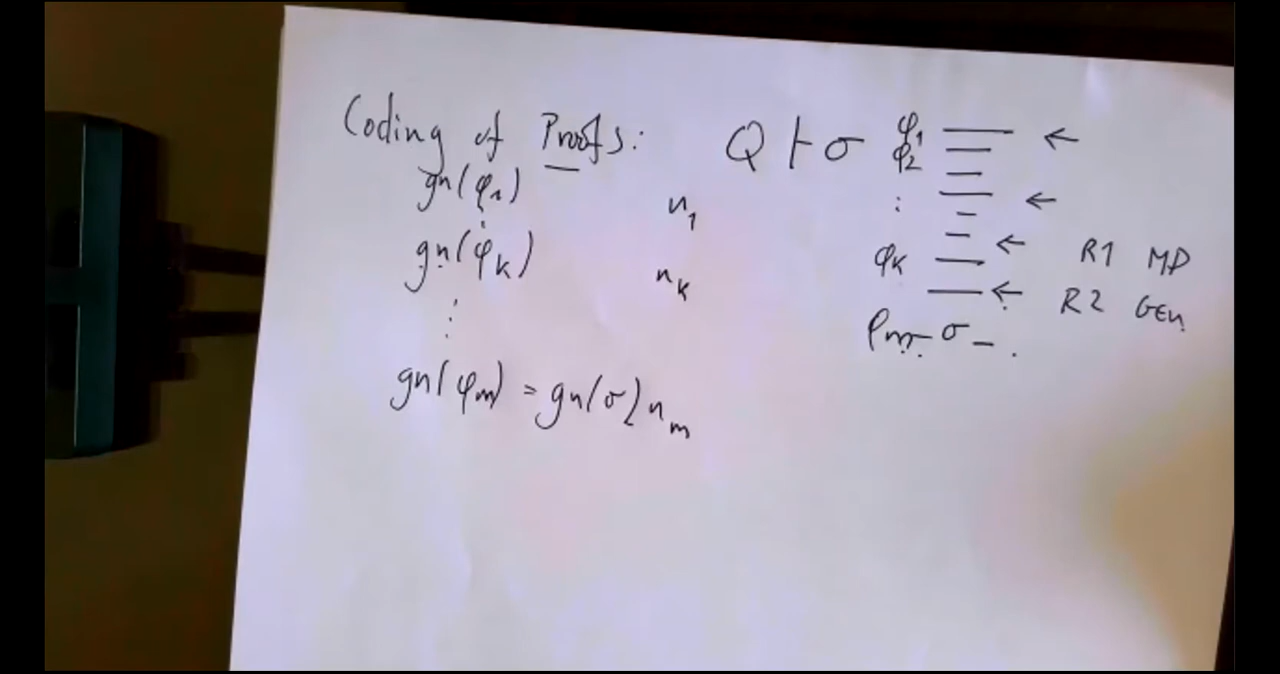 Coding of Proofs: Q ⊢ σ φ1 ←
gn(φ1) n1 φ2
⋮ ⋮ ←
gn(φk) nk φk ← R1 MP
⋮ ← R2 Gen
φm σ
gn(φm) = gn(σ) nm